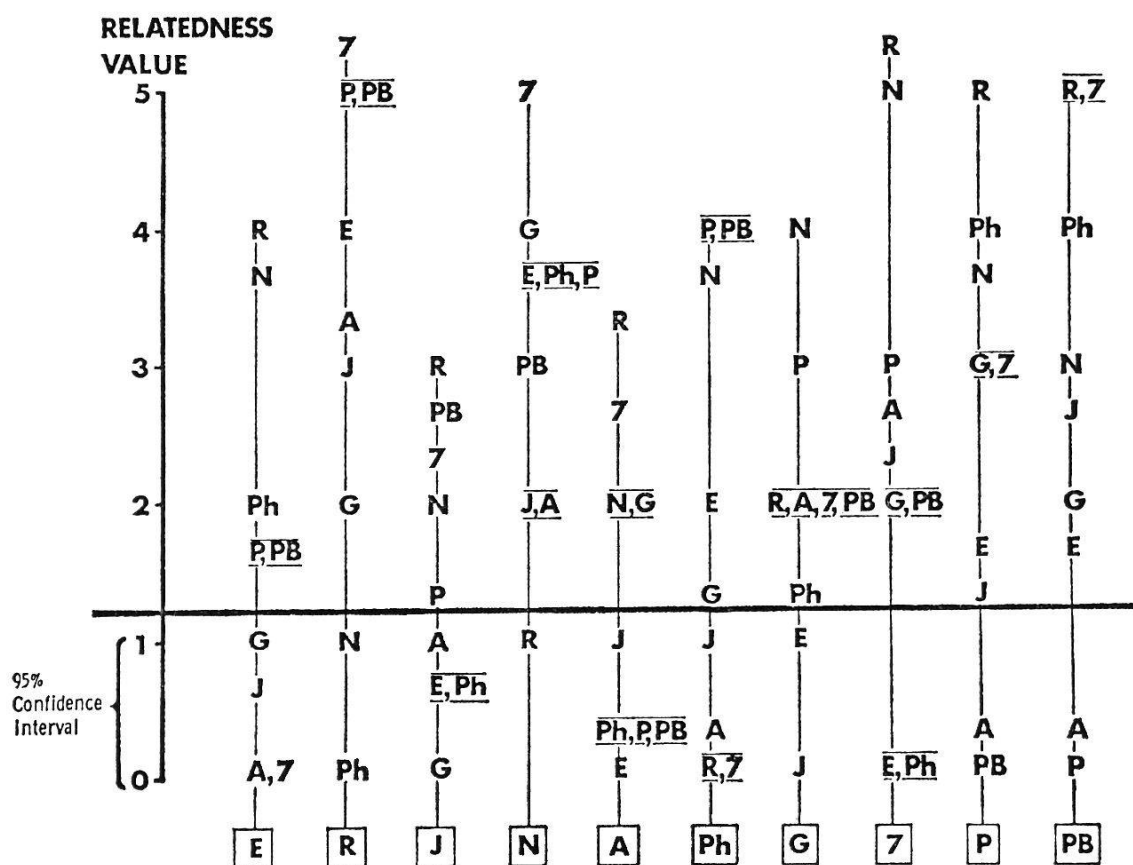 RELATEDNESS
VALUE
7 R
5 P,PB 7 N R R,7
4 R E G P,PB N Ph Ph
N E,Ph,P N N
A R
3 J R PB P P G,7 N
PB 7 A J
7 J
2 Ph G N J,A N,G E R,A,7,PB G,PB G
P,PB E E
P G Ph J
1 G N A R J J E
95%
Confidence
Interval
J E,Ph
Ph,P,PB A A A
0 A,7 Ph G E R,7 J E,Ph PB P
E R J N A Ph G 7 P PB